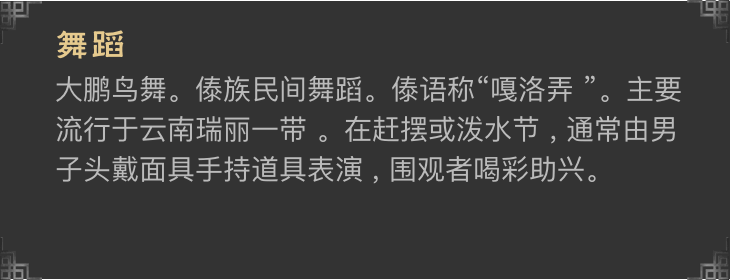 舞蹈
大鹏鸟舞。傣族民间舞蹈。傣语称“嘎洛弄 ”。主要
流行于云南瑞丽一带 。在赶摆或泼水节 , 通常由男
子头戴面具手持道具表演 , 围观者喝彩助兴。